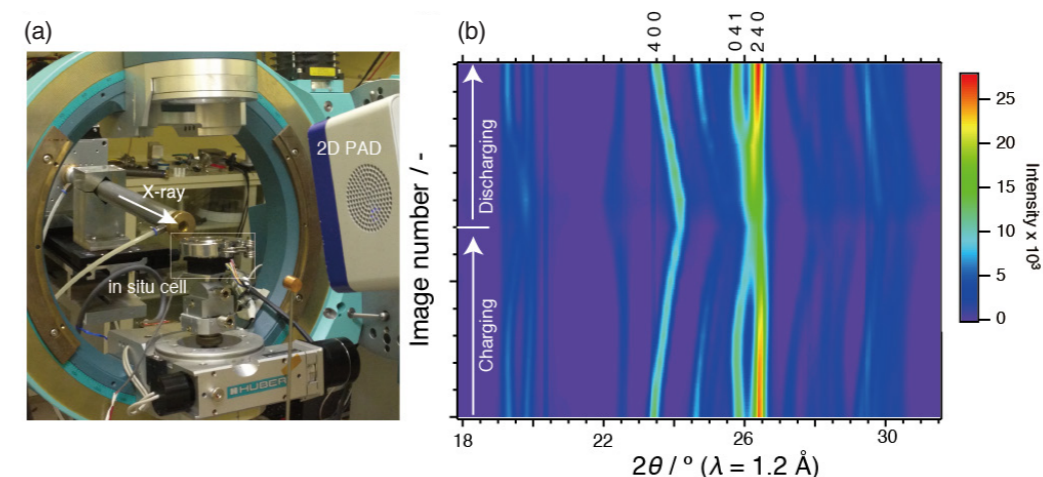 (a)
2D PAD
X-ray
in situ cell
HUBER
(b)
4 0 0
0 4 1
2 4 0
Image number / -
Discharging
Charging
18
22
26
30
2θ / º (λ = 1.2 Å)
25
20
15
10
5
0
Intensity x 10³